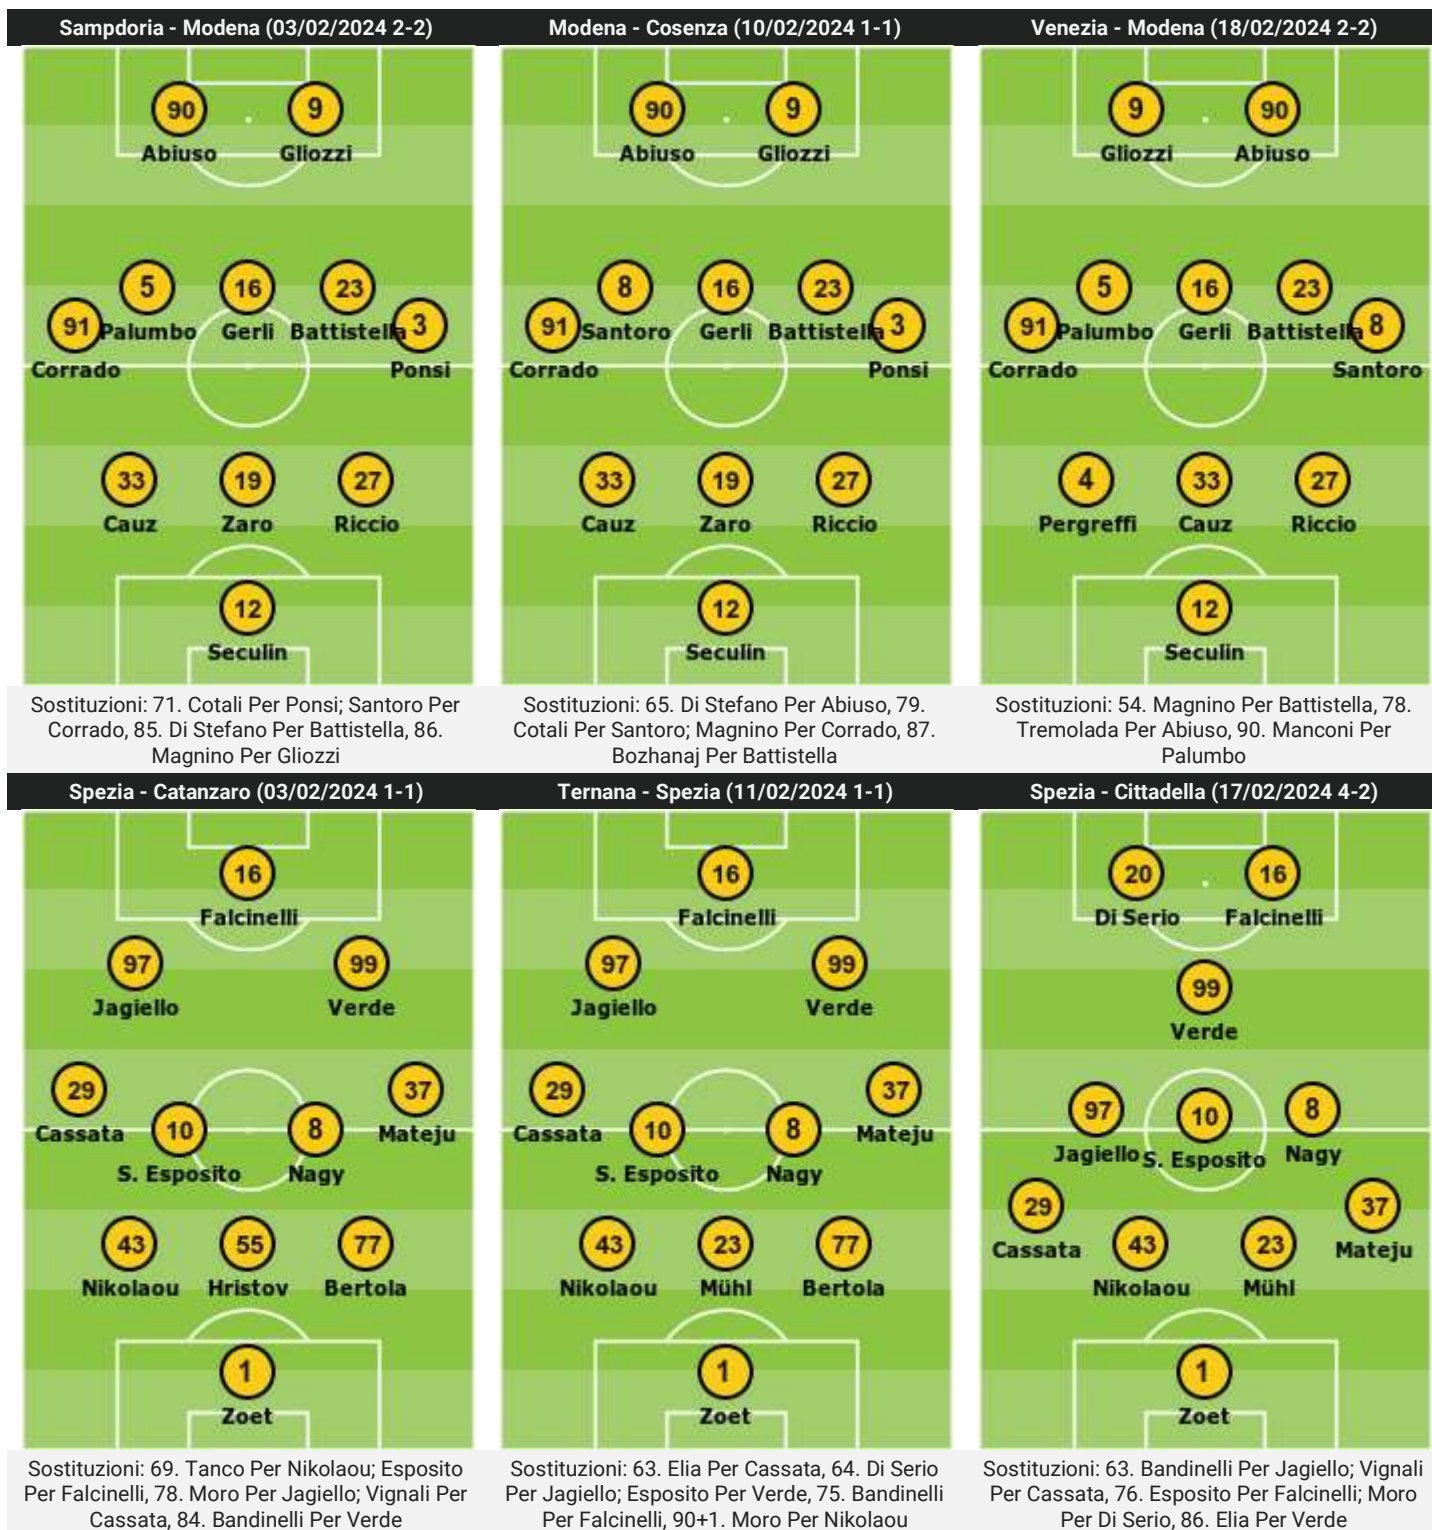 Sampdoria - Modena (03/02/2024 2-2)
90 9
Abiuso Gliozzi
5 16 23
91 Palumbo Gerli Battistella 3
Corrado Ponsi
33 19 27
Cauz Zaro Riccio
12
Seculin
Sostituzioni: 71. Cotali Per Ponsi; Santoro Per
Corrado, 85. Di Stefano Per Battistella, 86.
Magnino Per Gliozzi
Modena - Cosenza (10/02/2024 1-1)
90 9
Abiuso Gliozzi
8 16 23
91 Santoro Gerli Battistella 3
Corrado Ponsi
33 19 27
Cauz Zaro Riccio
12
Seculin
Sostituzioni: 65. Di Stefano Per Abiuso, 79.
Cotali Per Santoro; Magnino Per Corrado, 87.
Bozhanaj Per Battistella
Venezia - Modena (18/02/2024 2-2)
9 90
Gliozzi Abiuso
5 16 23
91 Palumbo Gerli Battistella 8
Corrado Santoro
4 33 27
Pergreffi Cauz Riccio
12
Seculin
Sostituzioni: 54. Magnino Per Battistella, 78.
Tremolada Per Abiuso, 90. Manconi Per
Palumbo
Spezia - Catanzaro (03/02/2024 1-1)
16
Falcinelli
97 99
Jagiello Verde
29 37
Cassata 10 8 Mateju
S. Esposito Nagy
43 55 77
Nikolaou Hristov Bertola
1
Zoet
Sostituzioni: 69. Tanco Per Nikolaou; Esposito
Per Falcinelli, 78. Moro Per Jagiello; Vignali Per
Cassata, 84. Bandinelli Per Verde
Ternana - Spezia (11/02/2024 1-1)
16
Falcinelli
97 99
Jagiello Verde
29 37
Cassata 10 8 Mateju
S. Esposito Nagy
43 23 77
Nikolaou Mühl Bertola
1
Zoet
Sostituzioni: 63. Elia Per Cassata, 64. Di Serio
Per Jagiello; Esposito Per Verde, 75. Bandinelli
Per Falcinelli, 90+1. Moro Per Nikolaou
Spezia - Cittadella (17/02/2024 4-2)
20 16
Di Serio Falcinelli
99
Verde
97 10 8
Jagiello S. Esposito Nagy
29 37
Cassata 43 23 Mateju
Nikolaou Mühl
1
Zoet
Sostituzioni: 63. Bandinelli Per Jagiello; Vignali
Per Cassata, 76. Esposito Per Falcinelli; Moro
Per Di Serio, 86. Elia Per Verde